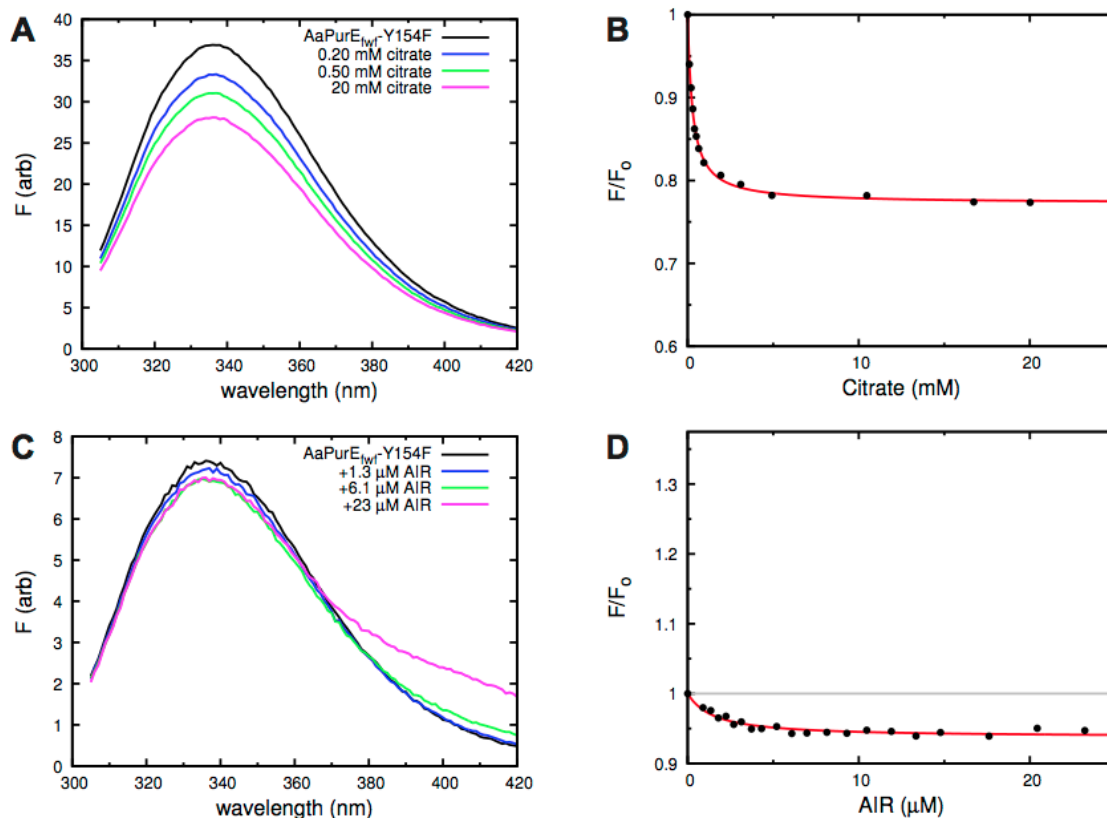 A
40
35
30
25
20
15
10
5
0
F (arb)
AaPurE_fwf-Y154F
0.20 mM citrate
0.50 mM citrate
20 mM citrate
300 320 340 360 380 400 420
wavelength (nm)
B
1
0.9
0.8
0.7
0.6
F/F_o
0 10 20
Citrate (mM)
C
8
7
6
5
4
3
2
1
0
F (arb)
AaPurE_fwf-Y154F
+1.3 μM AIR
+6.1 μM AIR
+23 μM AIR
300 320 340 360 380 400 420
wavelength (nm)
D
1.3
1.2
1.1
1
0.9
F/F_o
0 10 20
AIR (μM)